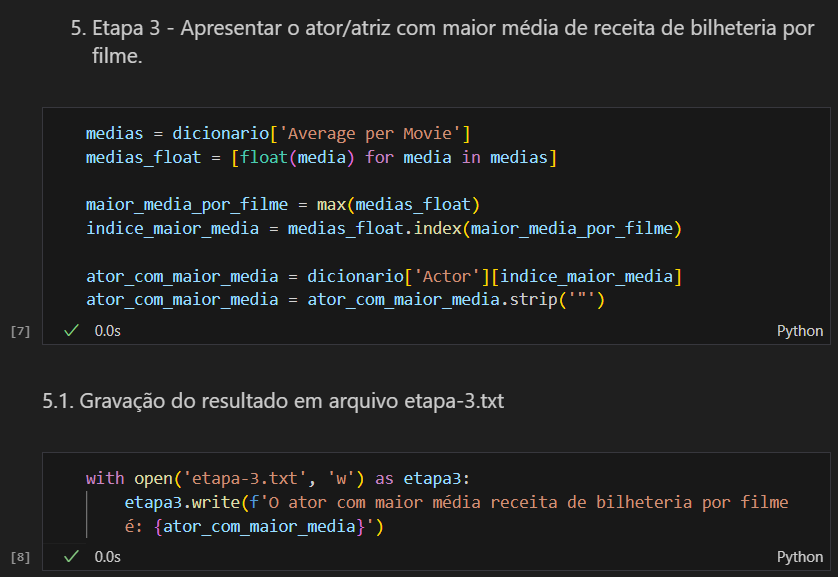 5. Etapa 3 - Apresentar o ator/atriz com maior média de receita de bilheteria por
filme.
medias = dicionario['Average per Movie']
medias_float = [float(media) for media in medias]
maior_media_por_filme = max(medias_float)
indice_maior_media = medias_float.index(maior_media_por_filme)
ator_com_maior_media = dicionario['Actor'][indice_maior_media]
ator_com_maior_media = ator_com_maior_media.strip('"')
[7] ✓ 0.0s Python
5.1. Gravação do resultado em arquivo etapa-3.txt
with open('etapa-3.txt', 'w') as etapa3:
etapa3.write(f'O ator com maior média receita de bilheteria por filme
é: {ator_com_maior_media}')
[8] ✓ 0.0s Python